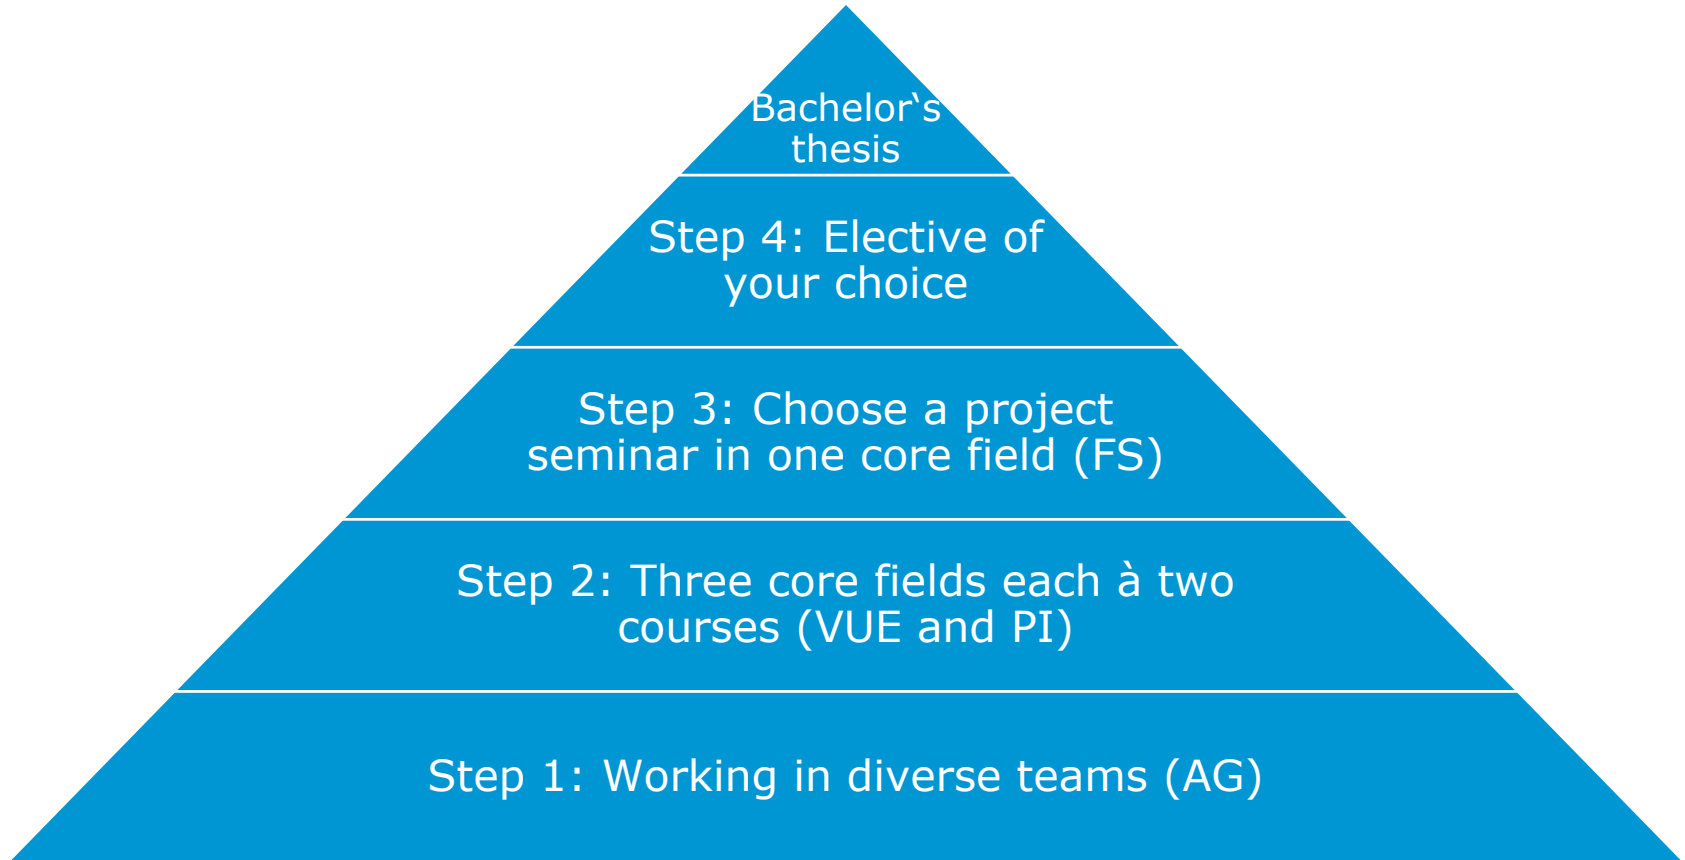 Bachelor‘s
thesis
Step 4: Elective of
your choice
Step 3: Choose a project
seminar in one core field (FS)
Step 2: Three core fields each à two
courses (VUE and PI)
Step 1: Working in diverse teams (AG)